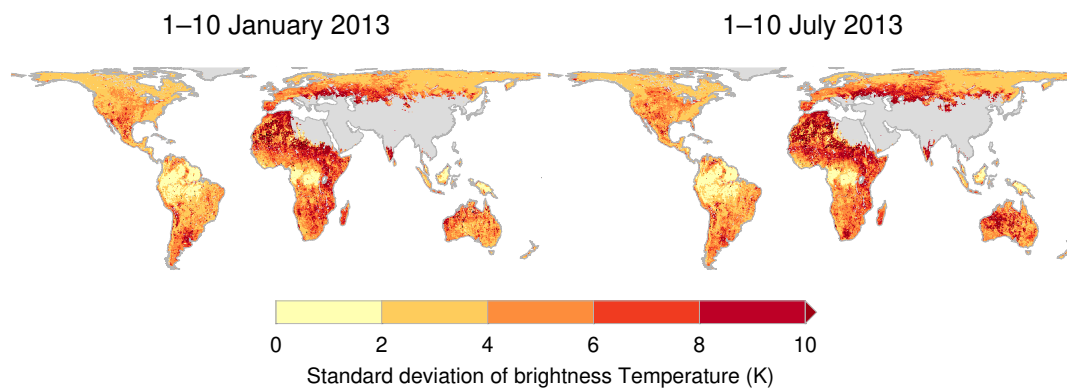 1–10 January 2013
1–10 July 2013
0 2 4 6 8 10
Standard deviation of brightness Temperature (K)